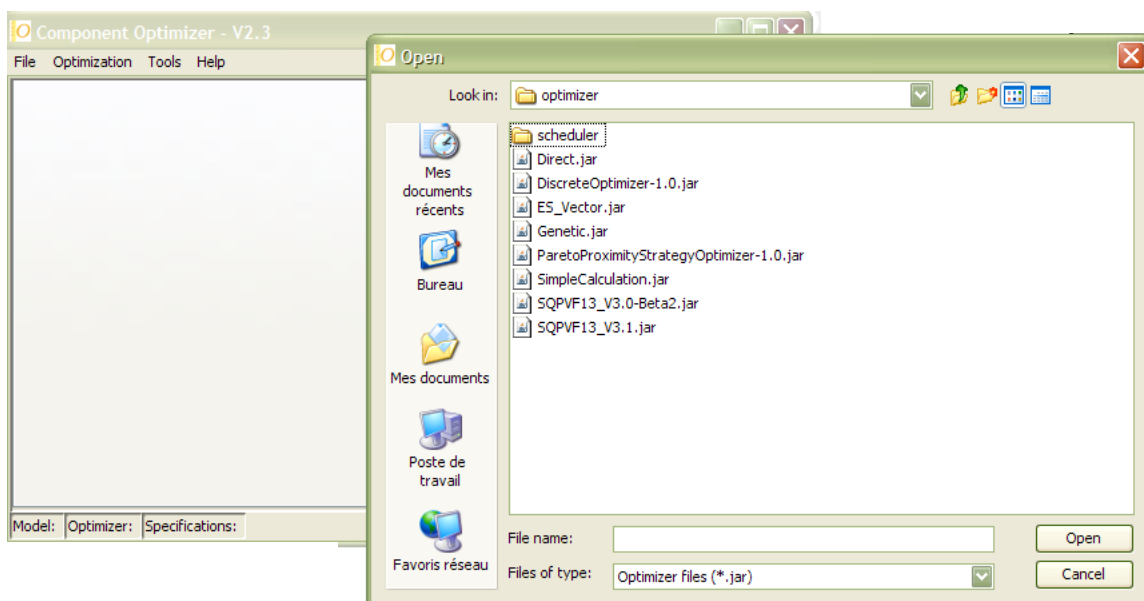 Component Optimizer - V2.3
File Optimization Tools Help
Model: Optimizer: Specifications:
Open
Look in: optimizer
Mes
documents
récents
Bureau
Mes documents
Poste de
travail
Favoris réseau
scheduler
Direct.jar
DiscreteOptimizer-1.0.jar
ES_Vector.jar
Genetic.jar
ParetoProximityStrategyOptimizer-1.0.jar
SimpleCalculation.jar
SQPVF13_V3.0-Beta2.jar
SQPVF13_V3.1.jar
File name: Open
Files of type: Optimizer files (*.jar) Cancel